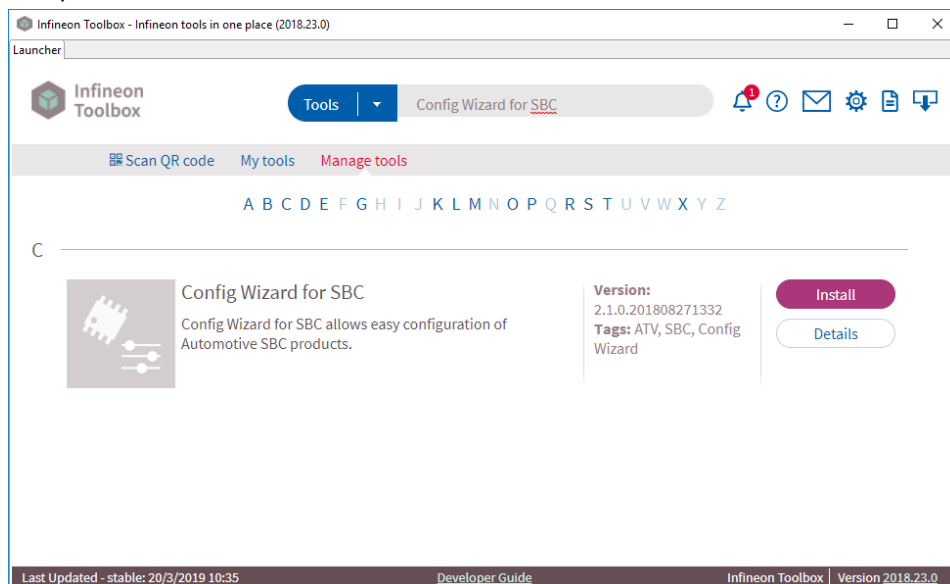 Infineon Toolbox - Infineon tools in one place (2018.23.0)
Launcher
Infineon
Toolbox
Tools
Config Wizard for SBC
1
?
Scan QR code My tools Manage tools
A B C D E F G H I J K L M N O P Q R S T U V W X Y Z
C
Config Wizard for SBC
Config Wizard for SBC allows easy configuration of
Automotive SBC products.
Version:
2.1.0.201808271332
Tags: ATV, SBC, Config
Wizard
Install
Details
Last Updated - stable: 20/3/2019 10:35 Developer Guide Infineon Toolbox Version 2018.23.0